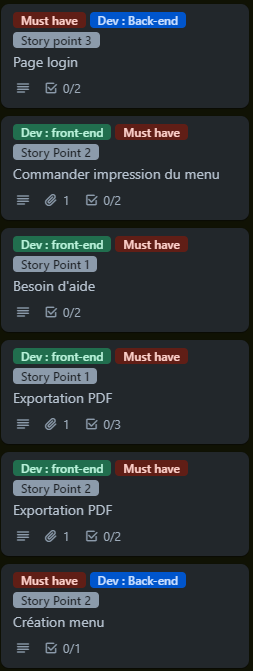 Must have Dev : Back-end
Story point 3
Page login
0/2
Dev : front-end Must have
Story Point 2
Commander impression du menu
1 0/2
Dev : front-end Must have
Story Point 1
Besoin d'aide
0/2
Dev : front-end Must have
Story Point 1
Exportation PDF
1 0/3
Dev : front-end Must have
Story Point 2
Exportation PDF
1 0/2
Must have Dev : Back-end
Story Point 2
Création menu
0/1